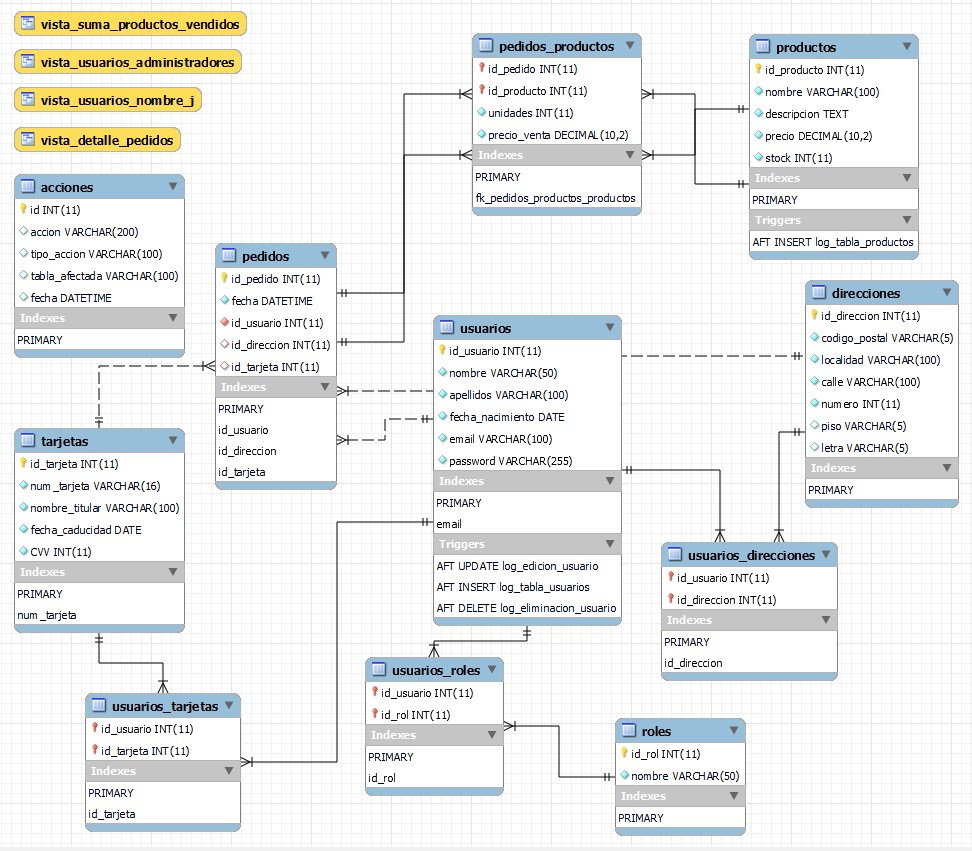 vista_suma_productos_vendidos
vista_usuarios_administradores
vista_usuarios_nombre_j
vista_detalle_pedidos
acciones
id INT(11)
accion VARCHAR(200)
tipo_accion VARCHAR(100)
tabla_afectada VARCHAR(100)
fecha DATETIME
Indexes
PRIMARY
pedidos
id_pedido INT(11)
fecha DATETIME
id_usuario INT(11)
id_direccion INT(11)
id_tarjeta INT(11)
Indexes
PRIMARY
id_usuario
id_direccion
id_tarjeta
pedidos_productos
id_pedido INT(11)
id_producto INT(11)
unidades INT(11)
precio_venta DECIMAL(10,2)
Indexes
PRIMARY
fk_pedidos_productos_productos
productos
id_producto INT(11)
nombre VARCHAR(100)
descripcion TEXT
precio DECIMAL(10,2)
stock INT(11)
Indexes
PRIMARY
Triggers
AFT INSERT log_tabla_productos
usuarios
id_usuario INT(11)
nombre VARCHAR(50)
apellidos VARCHAR(100)
fecha_nacimiento DATE
email VARCHAR(100)
password VARCHAR(255)
Indexes
PRIMARY
email
Triggers
AFT UPDATE log_edicion_usuario
AFT INSERT log_tabla_usuarios
AFT DELETE log_eliminacion_usuario
direcciones
id_direccion INT(11)
codigo_postal VARCHAR(5)
localidad VARCHAR(100)
calle VARCHAR(100)
numero INT(11)
piso VARCHAR(5)
letra VARCHAR(5)
Indexes
PRIMARY
tarjetas
id_tarjeta INT(11)
num_tarjeta VARCHAR(16)
nombre_titular VARCHAR(100)
fecha_caducidad DATE
CVV INT(11)
Indexes
PRIMARY
num_tarjeta
usuarios_direcciones
id_usuario INT(11)
id_direccion INT(11)
Indexes
PRIMARY
id_direccion
usuarios_tarjetas
id_usuario INT(11)
id_tarjeta INT(11)
Indexes
PRIMARY
id_tarjeta
usuarios_roles
id_usuario INT(11)
id_rol INT(11)
Indexes
PRIMARY
id_rol
roles
id_rol INT(11)
nombre VARCHAR(50)
Indexes
PRIMARY